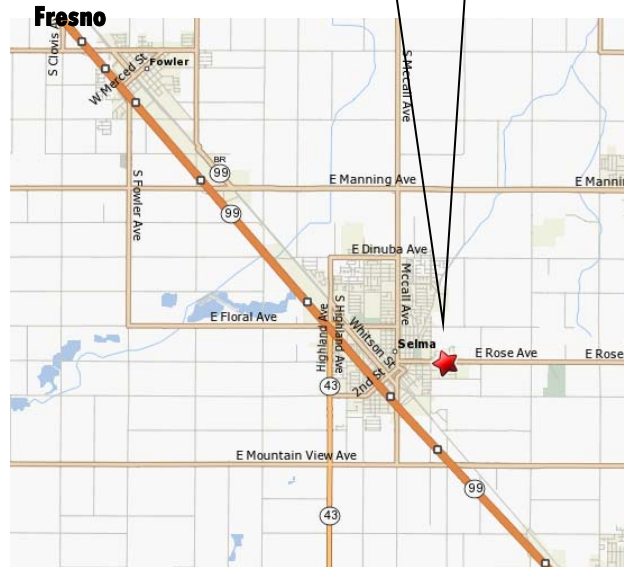 Fresno
S Clovis A
Fowler
W Merced St
S Mccall Ave
BR
99
E Manning Ave
E Manni
S Fowler Ave
99
E Dinuba Ave
Mccall Ave
E Floral Ave
Highland Ave
S Highland Ave
Whitson St
Selma
E Rose Ave
E Rose
2nd St
43
E Mountain View Ave
99
43